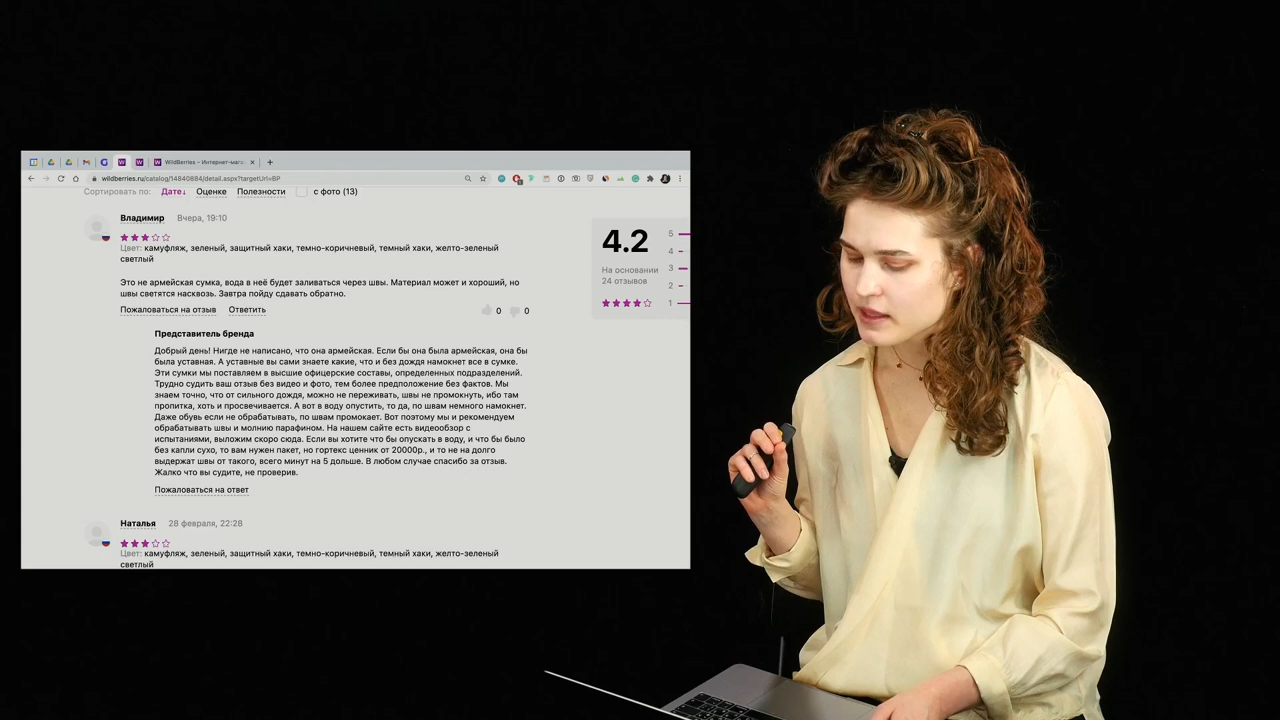 WildBerries – Интернет-мага
wildberries.ru/catalog/14840884/detail.aspx?targetUrl=BP
Сортировать по: Дате↓ Оценке Полезности с фото (13)
Владимир Вчера, 19:10
Цвет: камуфляж, зеленый, защитный хаки, темно-коричневый, темный хаки, желто-зеленый
светлый
Это не армейская сумка, вода в неё будет заливаться через швы. Материал может и хороший, но
швы светятся насквозь. Завтра пойду сдавать обратно.
Пожаловаться на отзыв Ответить 0 0
Представитель бренда
Добрый день! Нигде не написано, что она армейская. Если бы она была армейская, она бы
была уставная. А уставные вы сами знаете какие, что и без дождя намокнет все в сумке.
Эти сумки мы поставляем в высшие офицерские составы, определенных подразделений.
Трудно судить ваш отзыв без видео и фото, тем более предположение без фактов. Мы
знаем точно, что от сильного дождя, можно не переживать, швы не промокнуть, ибо там
пропитка, хоть и просвечивается. А вот в воду опустить, то да, по швам немного намокнет.
Даже обувь если не обрабатывать, по швам промокает. Вот поэтому мы и рекомендуем
обрабатывать швы и молнию парафином. На нашем сайте есть видеообзор с
испытаниями, выложим скоро сюда. Если вы хотите что бы опускать в воду, и что бы было
без капли сухо, то вам нужен пакет, но гортекс ценник от 20000р., и то не на долго
выдержат швы от такого, всего минут на 5 дольше. В любом случае спасибо за отзыв.
Жалко что вы судите, не проверив.
Пожаловаться на ответ
Наталья 28 февраля, 22:28
Цвет: камуфляж, зеленый, защитный хаки, темно-коричневый, темный хаки, желто-зеленый
светлый
4.2
На основании
24 отзывов
5
4
3
2
1